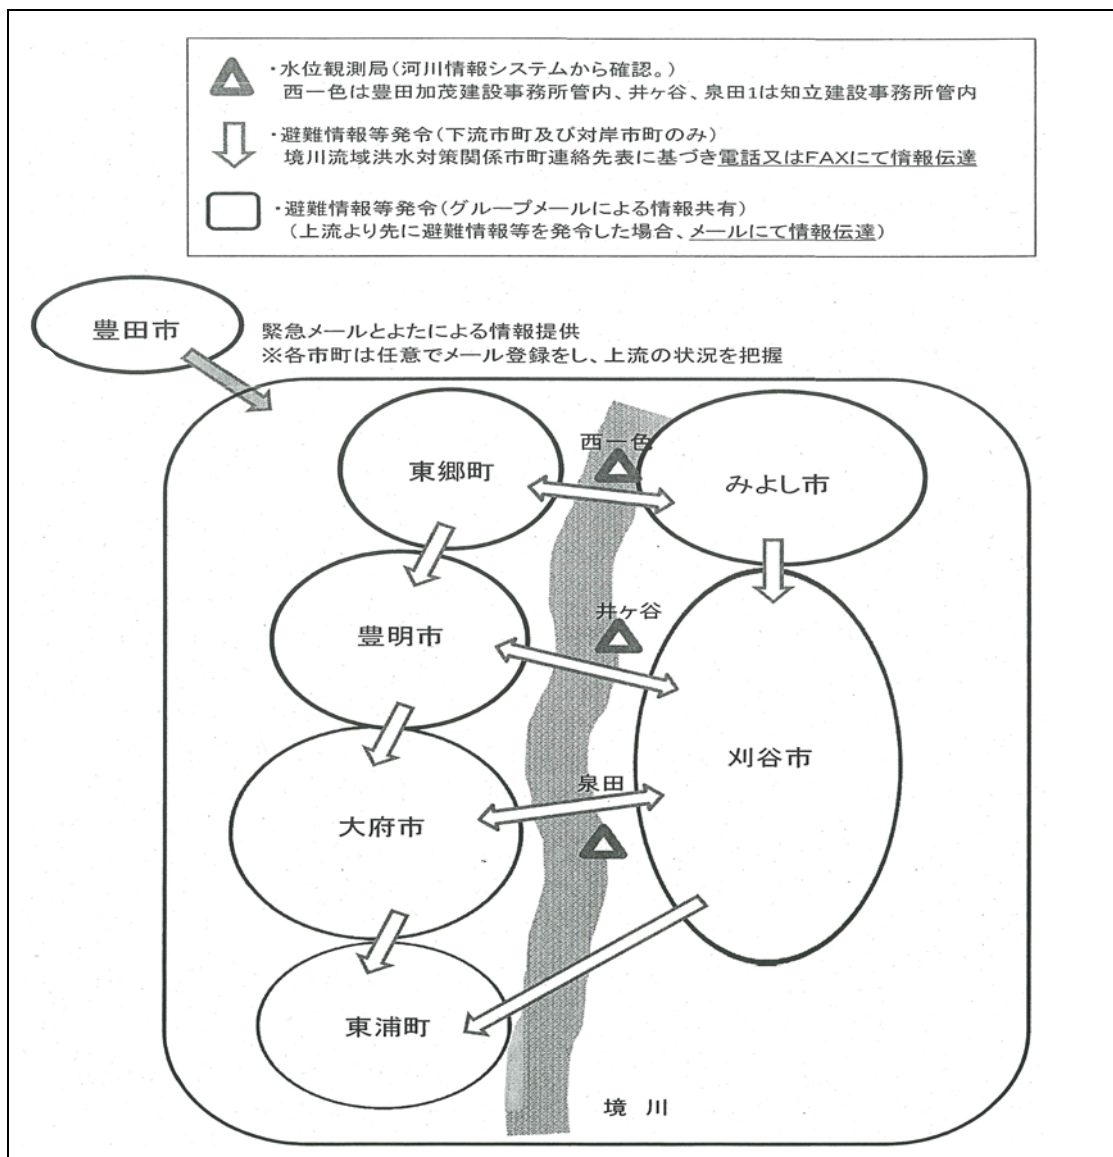 ・水位観測局(河川情報システムから確認。)
西一色は豊田加茂建設事務所管内、井ヶ谷、泉田1は知立建設事務所管内
・避難情報等発令(下流市町及び対岸市町のみ)
境川流域洪水対策関係市町連絡先表に基づき電話又はFAXにて情報伝達
・避難情報等発令(グループメールによる情報共有)
(上流より先に避難情報等を発令した場合、メールにて情報伝達)
豊田市
緊急メールとよたによる情報提供
※各市町は任意でメール登録をし、上流の状況を把握
西一色
東郷町
みよし市
井ヶ谷
豊明市
刈谷市
泉田
大府市
東浦町
境 川